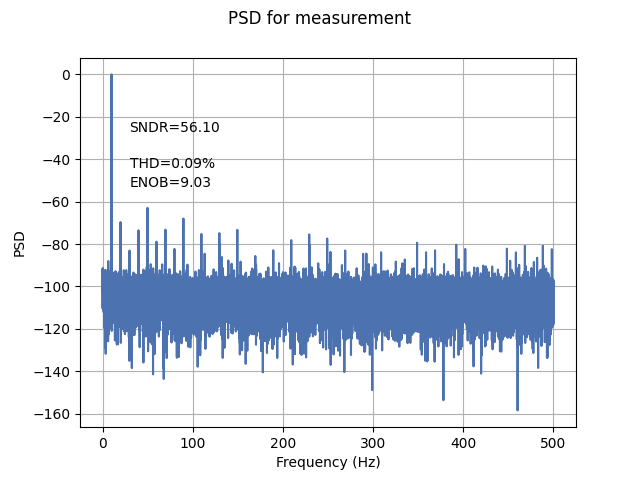 PSD for measurement
0
−20
−40
−60
−80
−100
−120
−140
−160
PSD
SNDR=56.10
THD=0.09%
ENOB=9.03
0 100 200 300 400 500
Frequency (Hz)